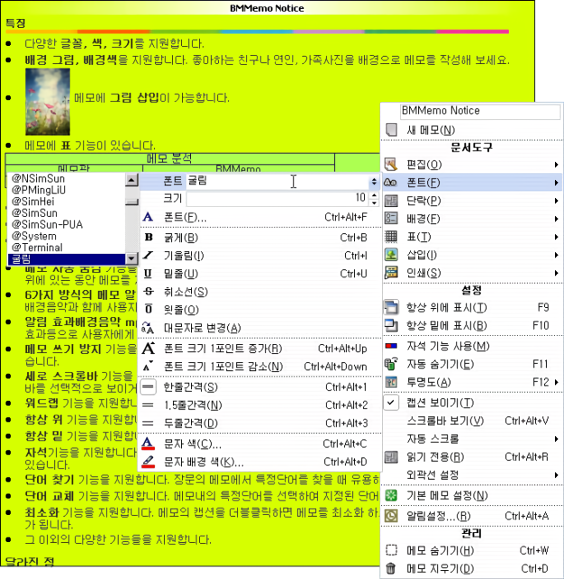 BMMemo Notice
특징
다양한 글꼴, 색, 크기를 지원합니다.
배경 그림, 배경색을 지원합니다. 좋아하는 친구나 연인, 가족사진을 배경으로 메모를 작성해 보세요.
메모에 그림 삽입이 가능합니다.
메모에 표 기능이 있습니다.
메모 분석
메모광 BMMemo
메모 자동 숨김 기능을
위에 있는 동안 메모를
6가지 방식의 메모 알
배경음악과 함께 사용자
알림 효과배경음악 mp
효과등으로 사용자에게
메모 쓰기 방지 기능을
습니다.
세로 스크롤바 기능을
바를 선택적으로 보이거
워드랩 기능을 지원합니
항상 위 기능을 지원합
항상 밑 기능을 지원합
자석기능을 지원합니다
있습니다.
단어 찾기 기능을 지원합니다. 장문의 메모에서 특정단어를 찾을 때 유용하
단어 교체 기능을 지원합니다. 메모내의 특정단어를 선택하여 지정된 단어
최소화 기능을 지원합니다. 메모의 캡션을 더블클릭하면 메모를 최소화 하
가 됩니다.
그 이외의 다양한 기능들을 지원합니다.
달라진 점
@NSimSun
@PMingLiU
@SimHei
@SimSun
@SimSun-PUA
@System
@Terminal
굴림
폰트 굴림
크기 10
폰트(F)... Ctrl+Alt+F
굵게(B) Ctrl+B
기울림(I) Ctrl+I
밑줄(U) Ctrl+U
취소선(S)
윗줄(O)
대문자로 변경(A)
폰트 크기 1포인트 증가(R) Ctrl+Alt+Up
폰트 크기 1포인트 감소(N) Ctrl+Alt+Down
한줄간격(S) Ctrl+Alt+1
1,5줄간격(N) Ctrl+Alt+2
두줄간격(D) Ctrl+Alt+3
문자 색(C)... Ctrl+Alt+C
문자 배경 색(K)... Ctrl+Alt+D
BMMemo Notice
새 메모(N)
문서도구
편집(O)
폰트(F)
단락(P)
배경(F)
표(T)
삽입(I)
인쇄(S)
설정
항상 위에 표시(T) F9
항상 밑에 표시(B) F10
자석 기능 사용(M)
자동 숨기기(E) F11
투명도(A) F12
캡션 보이기(T)
스크롤바 보기(V) Ctrl+Alt+V
자동 스크롤
읽기 전용(R) Ctrl+Alt+R
외곽선 설정
기본 메모 설정(N)
알림설정...(R) Ctrl+Alt+A
관리
메모 숨기기(H) Ctrl+W
메모 지우기(D) Ctrl+D